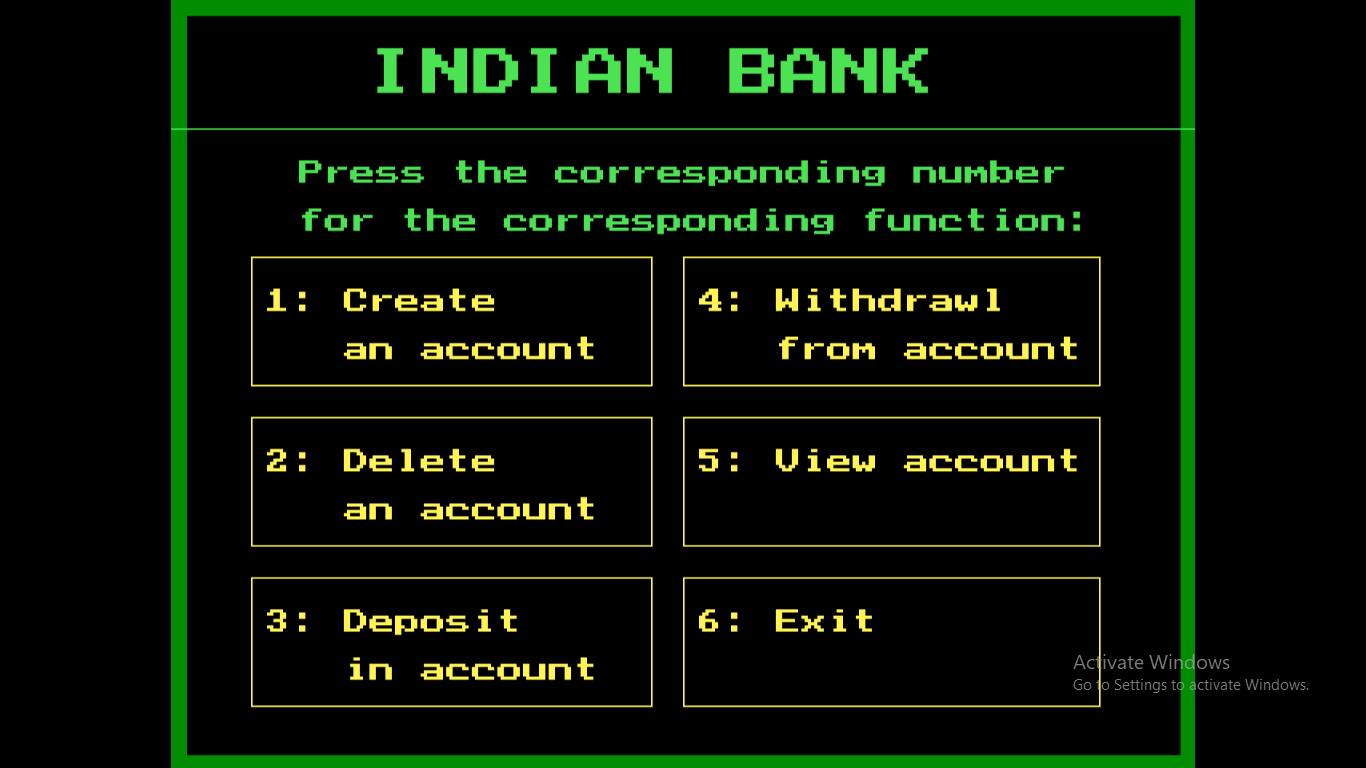 INDIAN BANK
Press the corresponding number
for the corresponding function:
1: Create
an account
4: Withdrawl
from account
2: Delete
an account
5: View account
3: Deposit
in account
6: Exit
Activate Windows
Go to Settings to activate Windows.